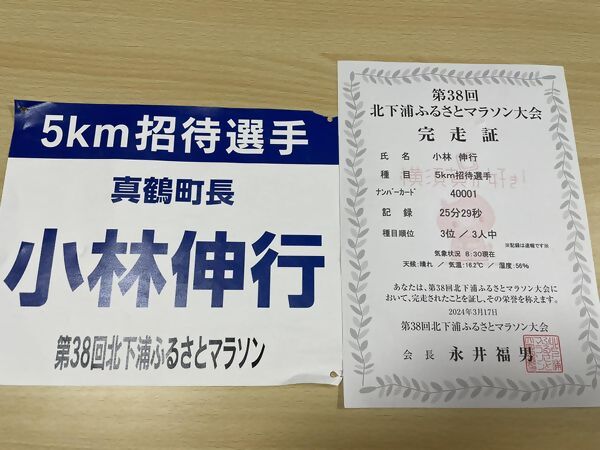 5km招待選手
真鶴町長
小林伸行
第38回北下浦ふるさとマラソン
第38回
北下浦ふるさとマラソン大会
完走証
氏 名 小林 伸行
種 目 5km招待選手
ナンバーカード 40001
記 録 25分29秒
種目順位 3位 / 3人中
※記録は速報です※
気象状況 8:30現在
天候:晴れ / 気温:16.2℃ / 湿度:56%
あなたは、第38回北下浦ふるさとマラソン大会に
おいて、完走されたことを証し、その栄誉を称えます。
2024年3月17日
第38回北下浦ふるさとマラソン大会
会 長 永 井 福 男